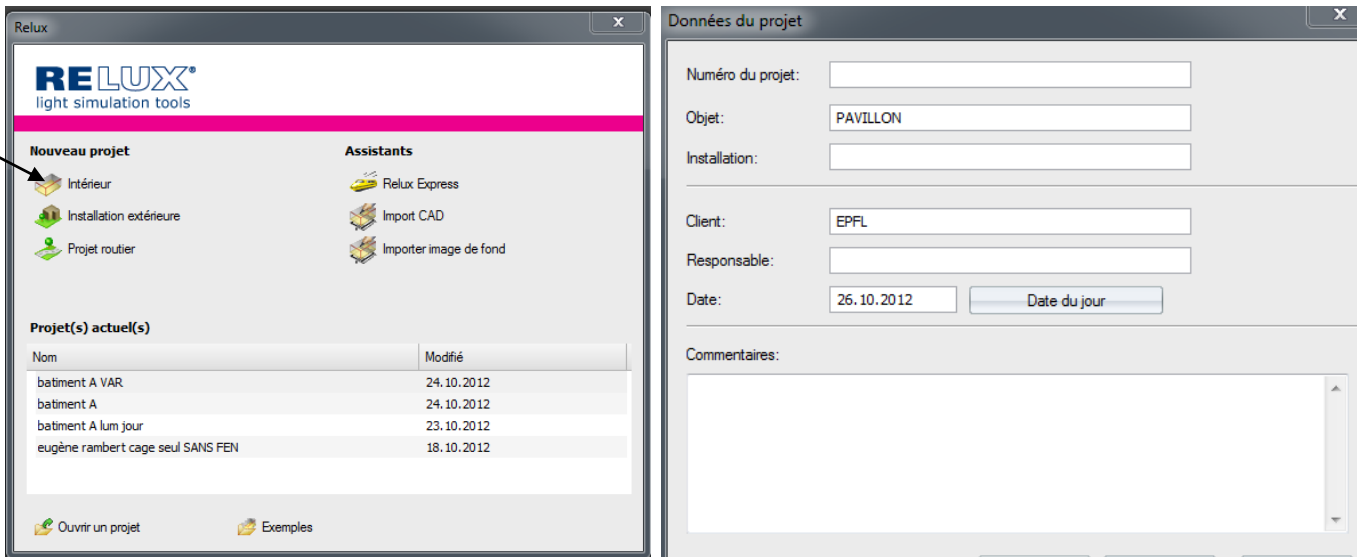 Relux
RELUX
light simulation tools
Nouveau projet
Assistants
Intérieur
Relux Express
Installation extérieure
Import CAD
Projet routier
Importer image de fond
Projet(s) actuel(s)
Nom Modifié
batiment A VAR 24.10.2012
batiment A 24.10.2012
batiment A lum jour 23.10.2012
eugène rambert cage seul SANS FEN 18.10.2012
Ouvrir un projet
Exemples
Données du projet
Numéro du projet:
Objet: PAVILLON
Installation:
Client: EPFL
Responsable:
Date: 26.10.2012 Date du jour
Commentaires: